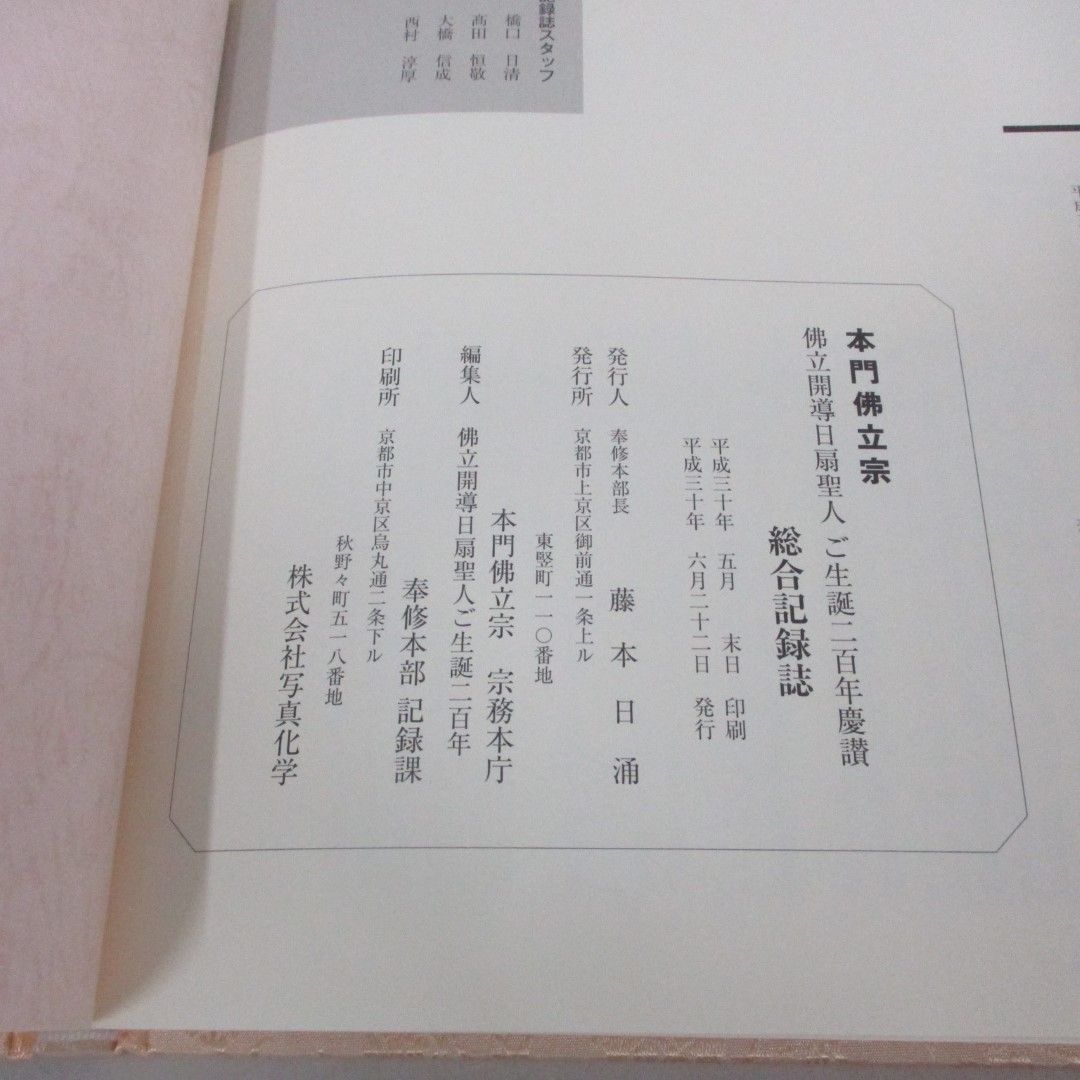 録誌スタッフ
橋口 日清
髙田 恒敬
大橋 信成
西村 淳厚
本門佛立宗
佛立開導日扇聖人ご生誕二百年慶讃
総合記録誌
平成三十年 五月 末日 印刷
平成三十年 六月二十二日 発行
発行人 奉修本部長 藤本日涌
発行所 京都市上京区御前通一条上ル
東竪町一一〇番地
本門佛立宗 宗務本庁
編集人 佛立開導日扇聖人ご生誕二百年
奉修本部 記録課
印刷所 京都市中京区烏丸通二条下ル
秋野々町五一八番地
株式会社写真化学